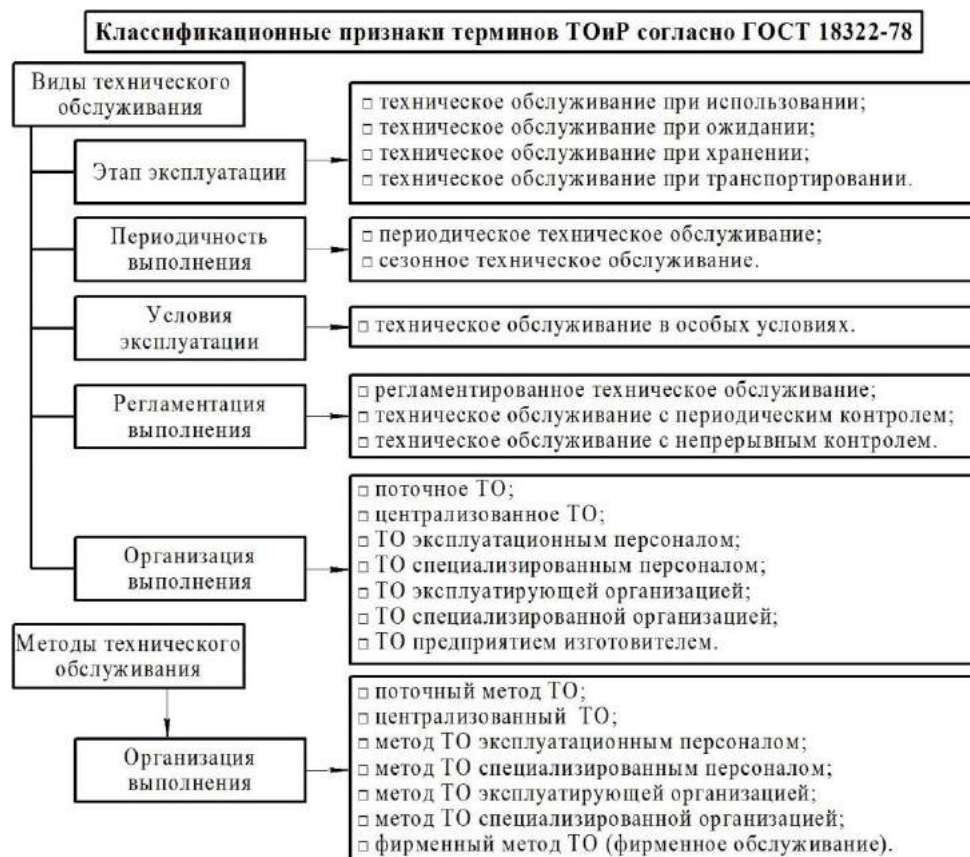 Классификационные признаки терминов ТОиР согласно ГОСТ 18322-78
Виды технического
обслуживания
Этап эксплуатации
□ техническое обслуживание при использовании;
□ техническое обслуживание при ожидании;
□ техническое обслуживание при хранении;
□ техническое обслуживание при транспортировании.
Периодичность
выполнения
□ периодическое техническое обслуживание;
□ сезонное техническое обслуживание.
Условия
эксплуатации
□ техническое обслуживание в особых условиях.
Регламентация
выполнения
□ регламентированное техническое обслуживание;
□ техническое обслуживание с периодическим контролем;
□ техническое обслуживание с непрерывным контролем.
Организация
выполнения
□ поточное ТО;
□ централизованное ТО;
□ ТО эксплуатационным персоналом;
□ ТО специализированным персоналом;
□ ТО эксплуатирующей организацией;
□ ТО специализированной организацией;
□ ТО предприятием изготовителем.
Методы технического
обслуживания
Организация
выполнения
□ поточный метод ТО;
□ централизованный ТО;
□ метод ТО эксплуатационным персоналом;
□ метод ТО специализированным персоналом;
□ метод ТО эксплуатирующей организацией;
□ метод ТО специализированной организацией;
□ фирменный метод ТО (фирменное обслуживание).